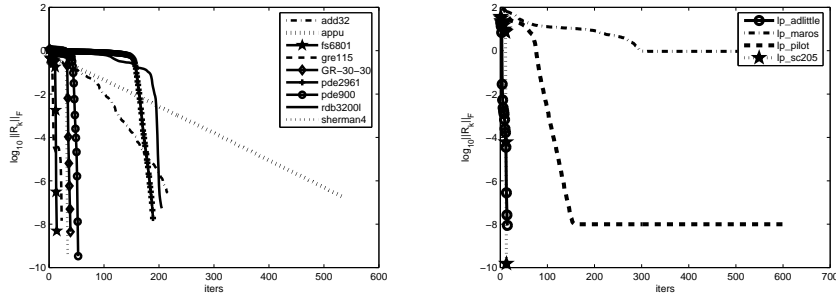 2
0
−2
−4
−6
−8
−10
0
100
200
300
400
500
600
iters
log10 ||Rk||F
add32
appu
fs6801
gre115
GR−30−30
pde2961
pde900
rdb3200l
sherman4
2
0
−2
−4
−6
−8
−10
0
100
200
300
400
500
600
700
iters
log10 ||Rk||F
lp_adlittle
lp_maros
lp_pilot
lp_sc205